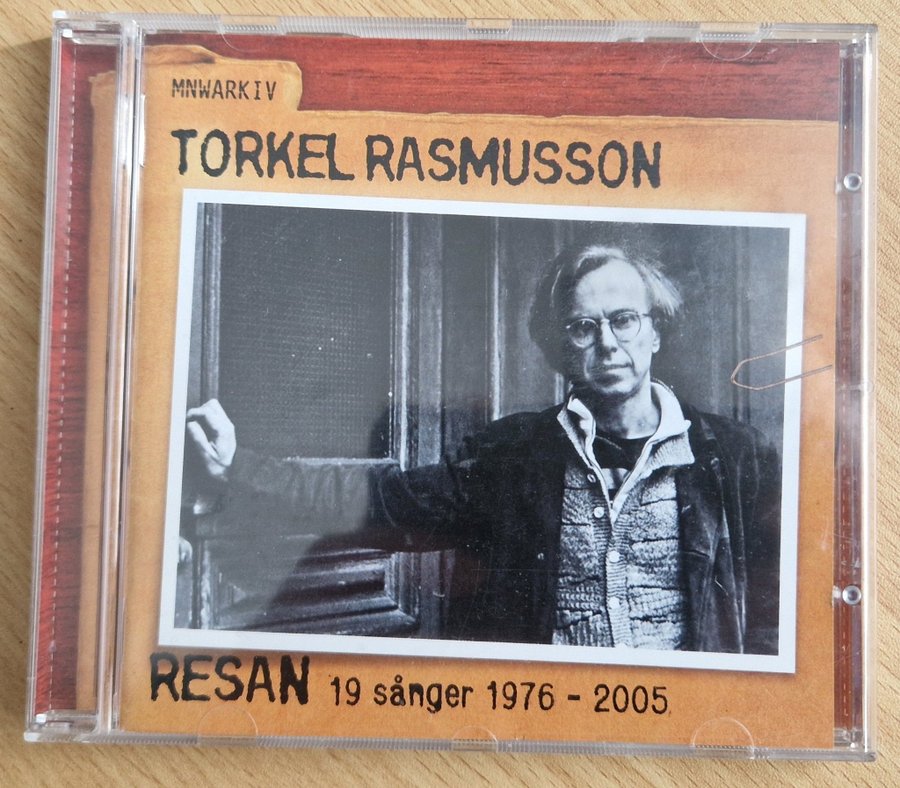 MNWARKIV
TORKEL RASMUSSON
RESAN 19 sånger 1976 - 2005